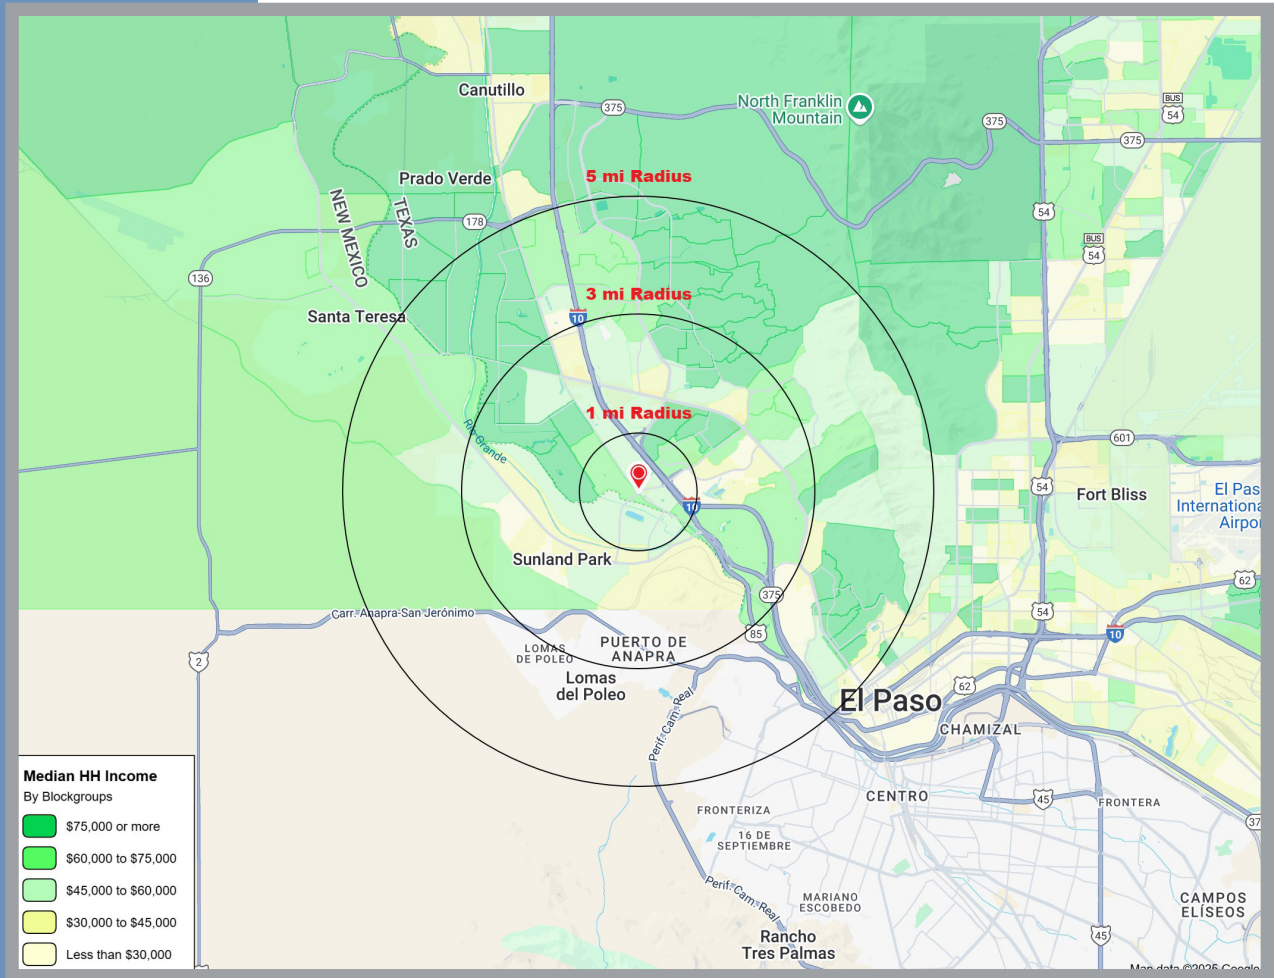 Canutillo
375
North Franklin
Mountain
375
BUS
54
375
Prado Verde
5 mi Radius
NEW MEXICO
TEXAS
178
54
BUS
54
136
Santa Teresa
3 mi Radius
10
1 mi Radius
Rio Grande
601
54
Fort Bliss
El Pas
Internationa
Airpor
10
Sunland Park
62
375
54
Carr. Anapra-San Jerónimo
85
10
2
LOMAS
DE POLEO
PUERTO DE
ANAPRA
Lomas
del Poleo
62
El Paso
Perif. Cam. Real
CHAMIZAL
CENTRO
45
FRONTERA
37
FRONTERIZA
16 DE
SEPTIEMBRE
Perif. Cam. Real
MARIANO
ESCOBEDO
CAMPOS
ELÍSEOS
45
Rancho
Tres Palmas
Median HH Income
By Blockgroups
$75,000 or more
$60,000 to $75,000
$45,000 to $60,000
$30,000 to $45,000
Less than $30,000
Map data ©2025 Google